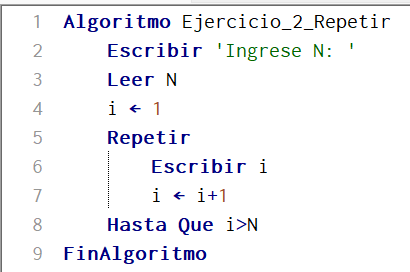 1 Algoritmo Ejercicio_2_Repetir
2 Escribir 'Ingrese N: '
3 Leer N
4 i ← 1
5 Repetir
6 Escribir i
7 i ← i+1
8 Hasta Que i>N
9 FinAlgoritmo